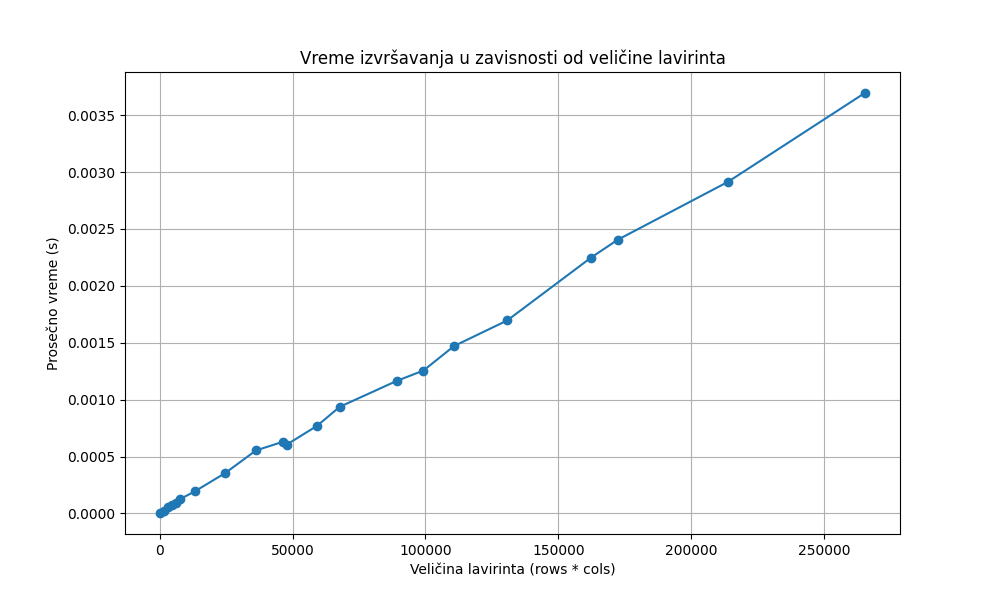 Vreme izvršavanja u zavisnosti od veličine lavirinta
Prosečno vreme (s)
0.0035
0.0030
0.0025
0.0020
0.0015
0.0010
0.0005
0.0000
0 50000 100000 150000 200000 250000
Veličina lavirinta (rows * cols)